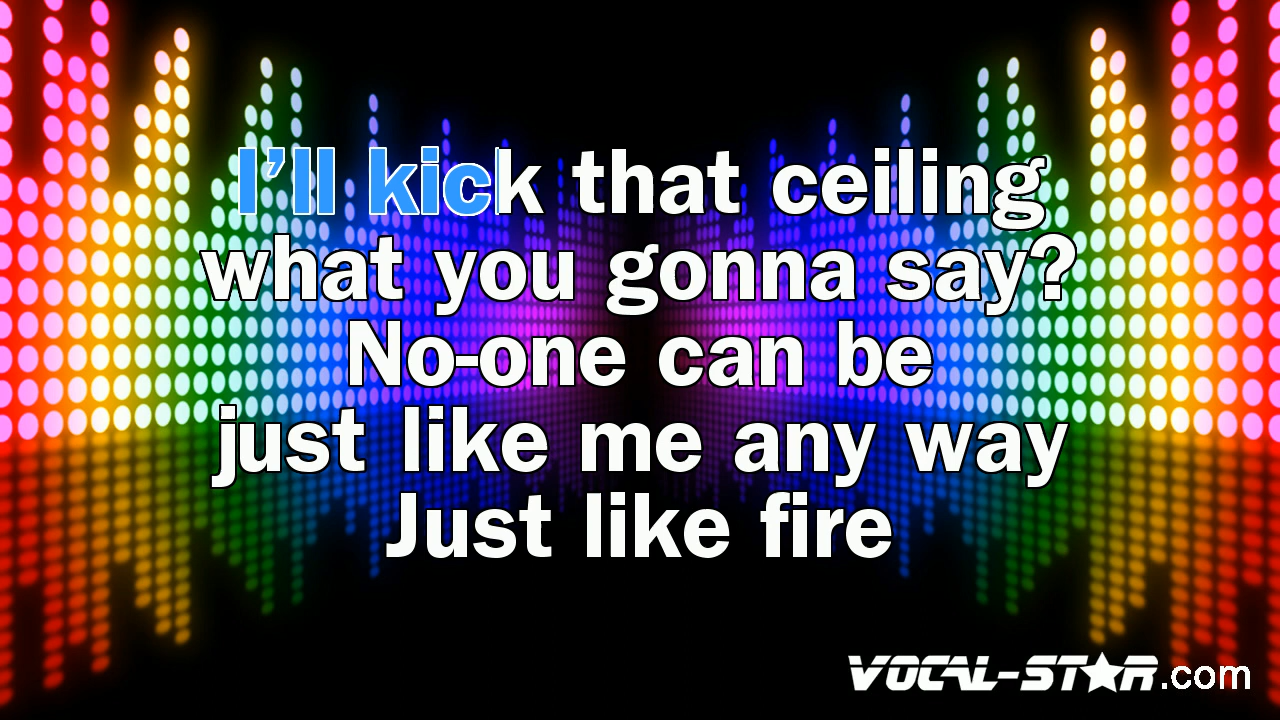 I'll kick that ceiling
what you gonna say?
No-one can be
just like me any way
Just like fire
VOCAL-STAR.com